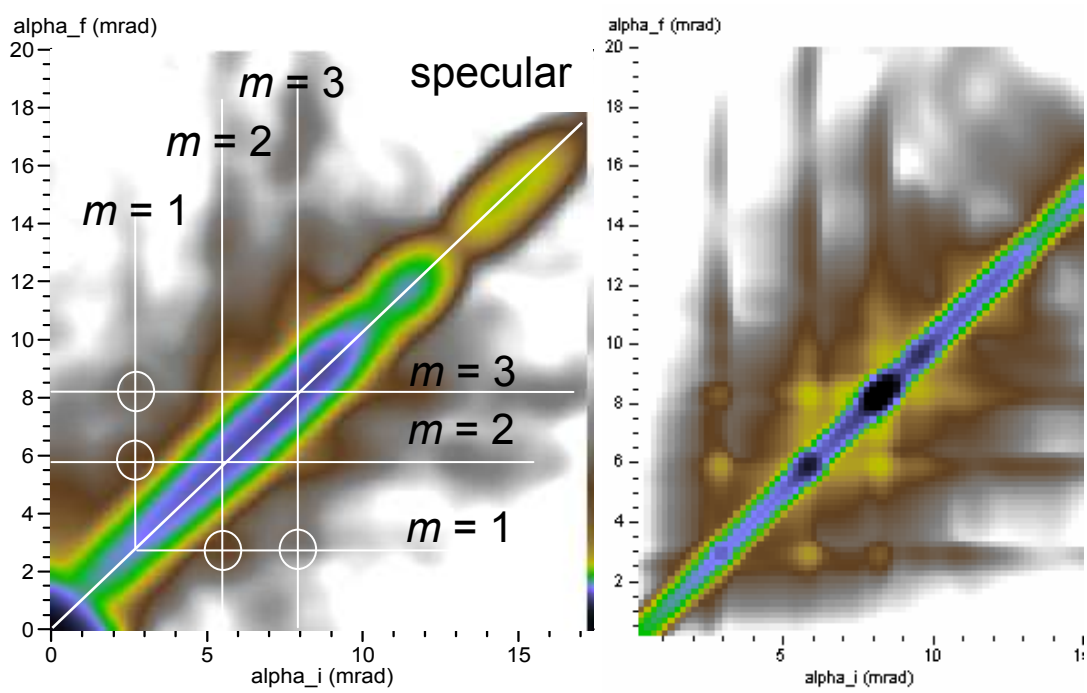 alpha_f (mrad)
20
18
16
14
12
10
8
6
4
2
0
m = 3
specular
m = 2
m = 1
m = 3
m = 2
m = 1
0
5
10
15
alpha_i (mrad)
alpha_f (mrad)
20
18
16
14
12
10
8
6
4
2
5
10
alpha_i (mrad)